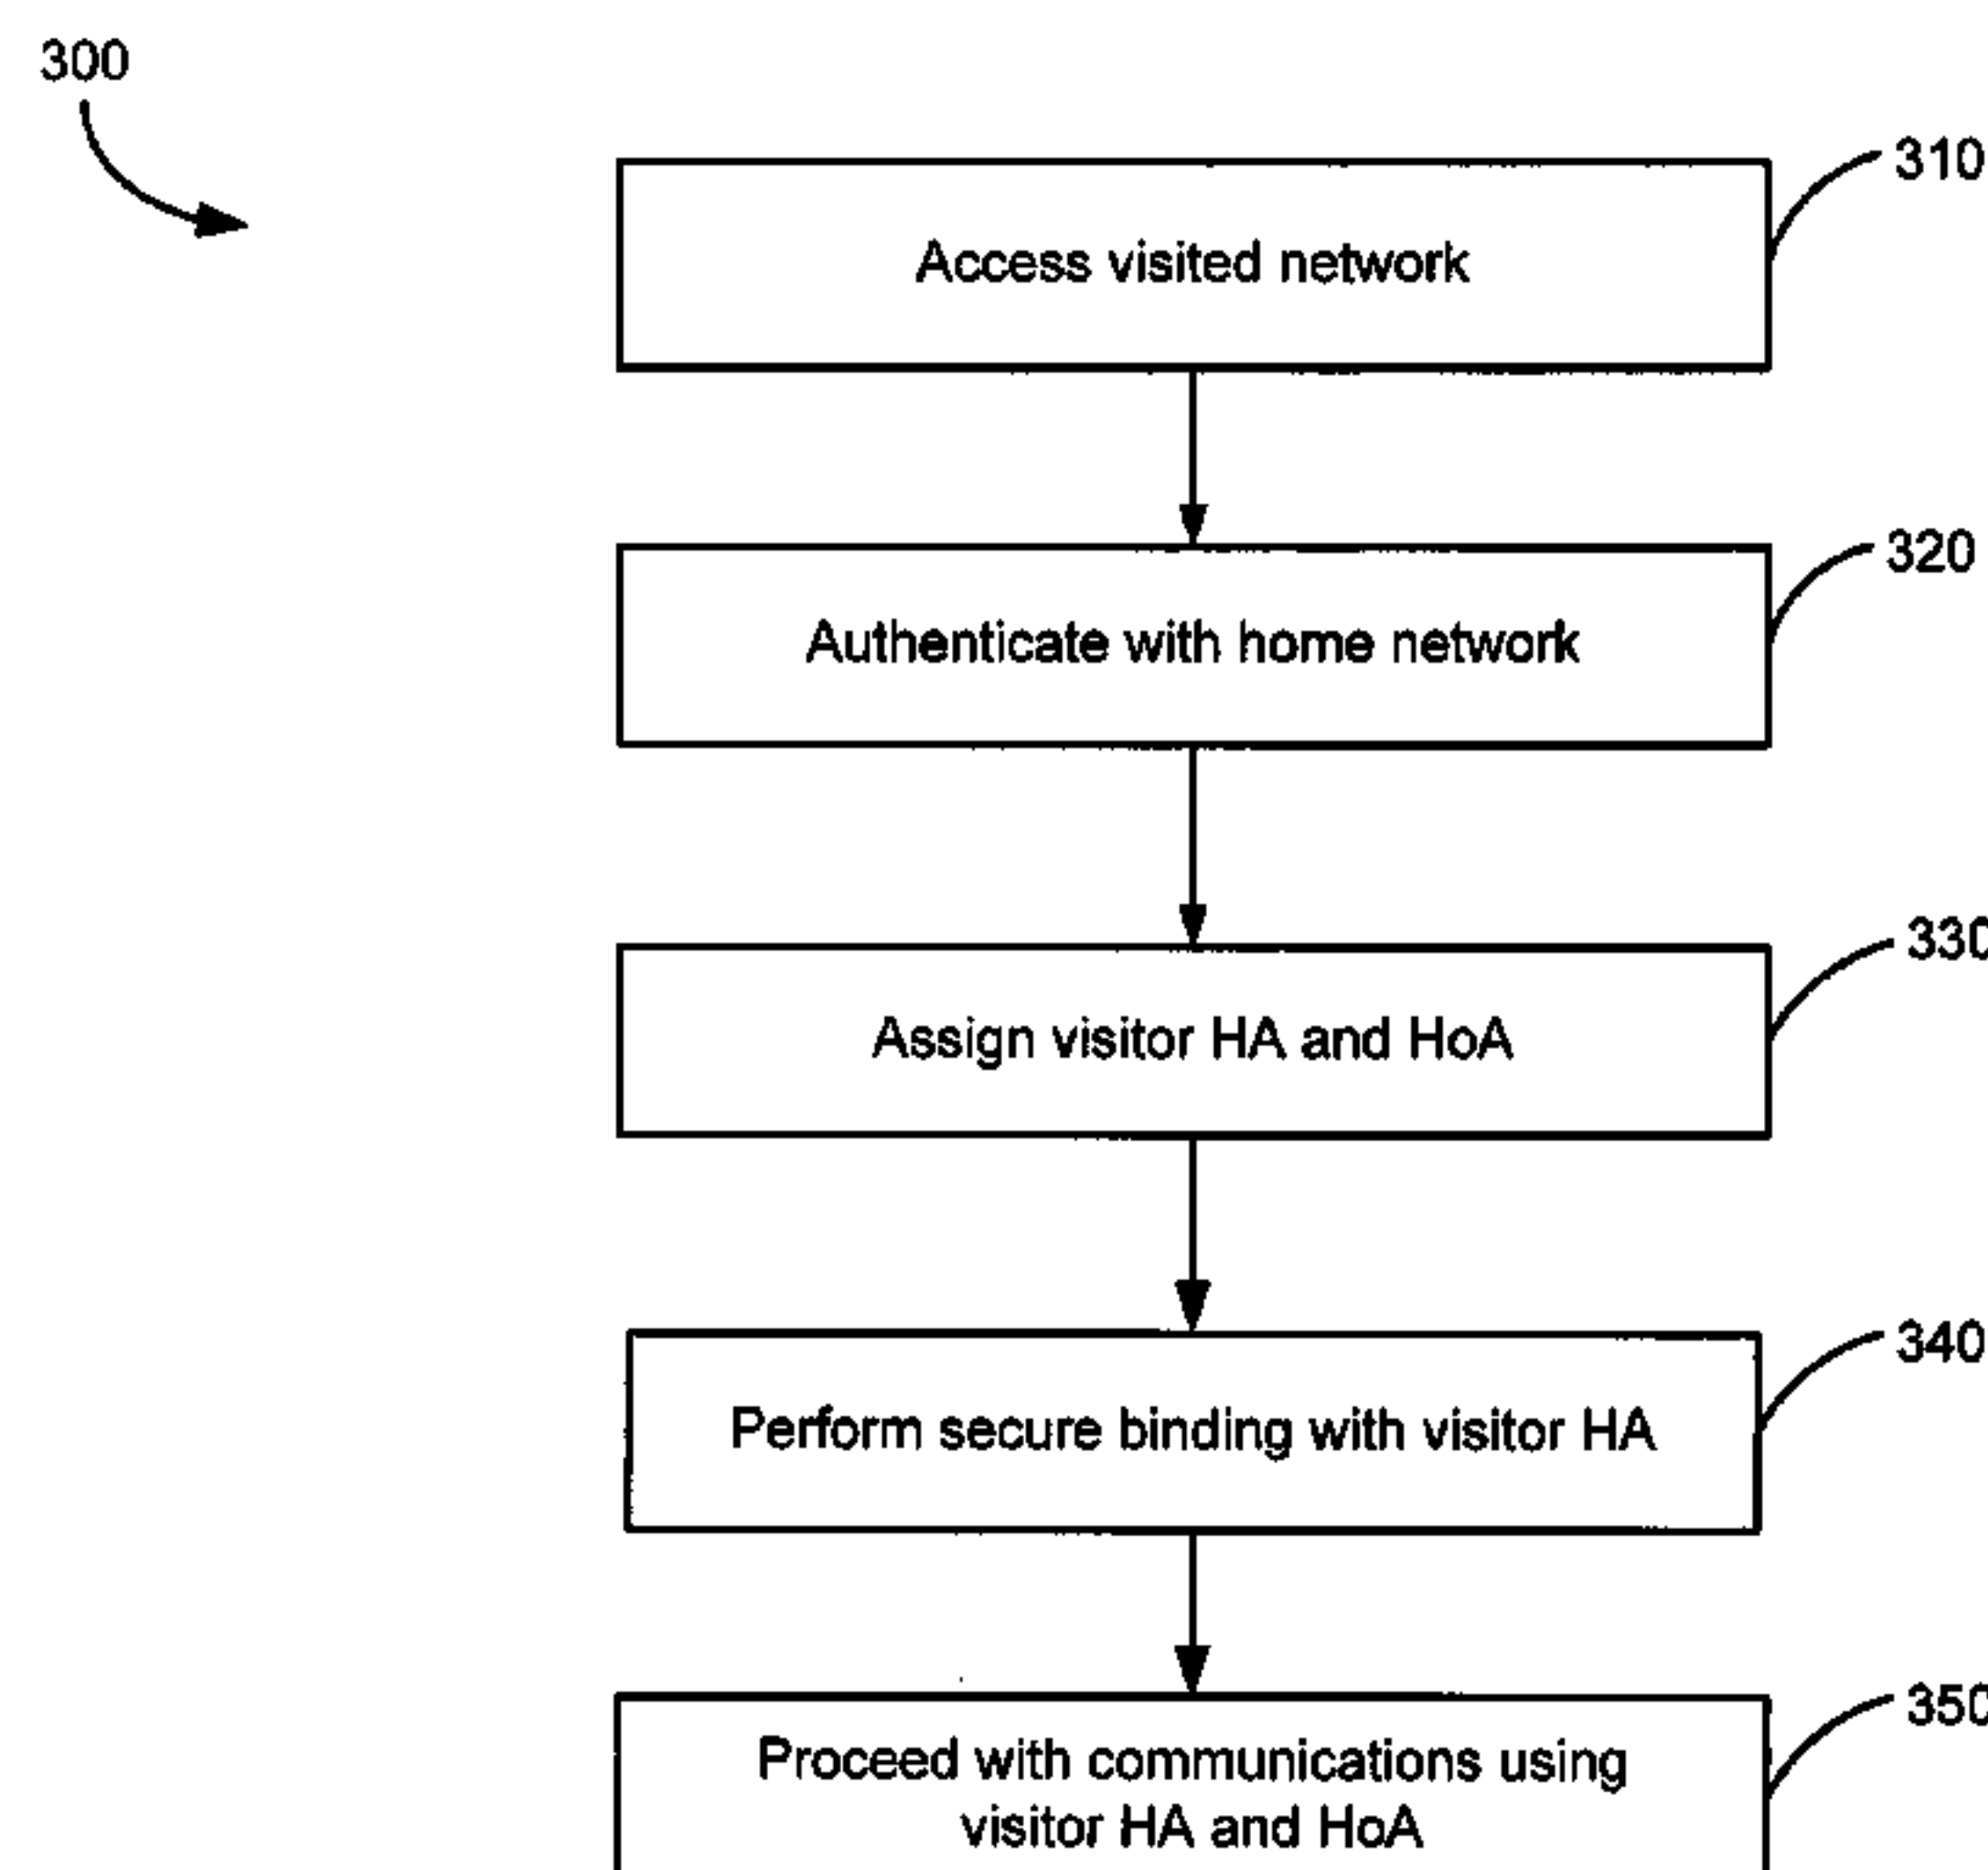 300
310
Access visited network
320
Authenticate with home network
330
Assign visitor HA and HoA
340
Perform secure binding with visitor HA
350
Proceed with communications using
visitor HA and HoA